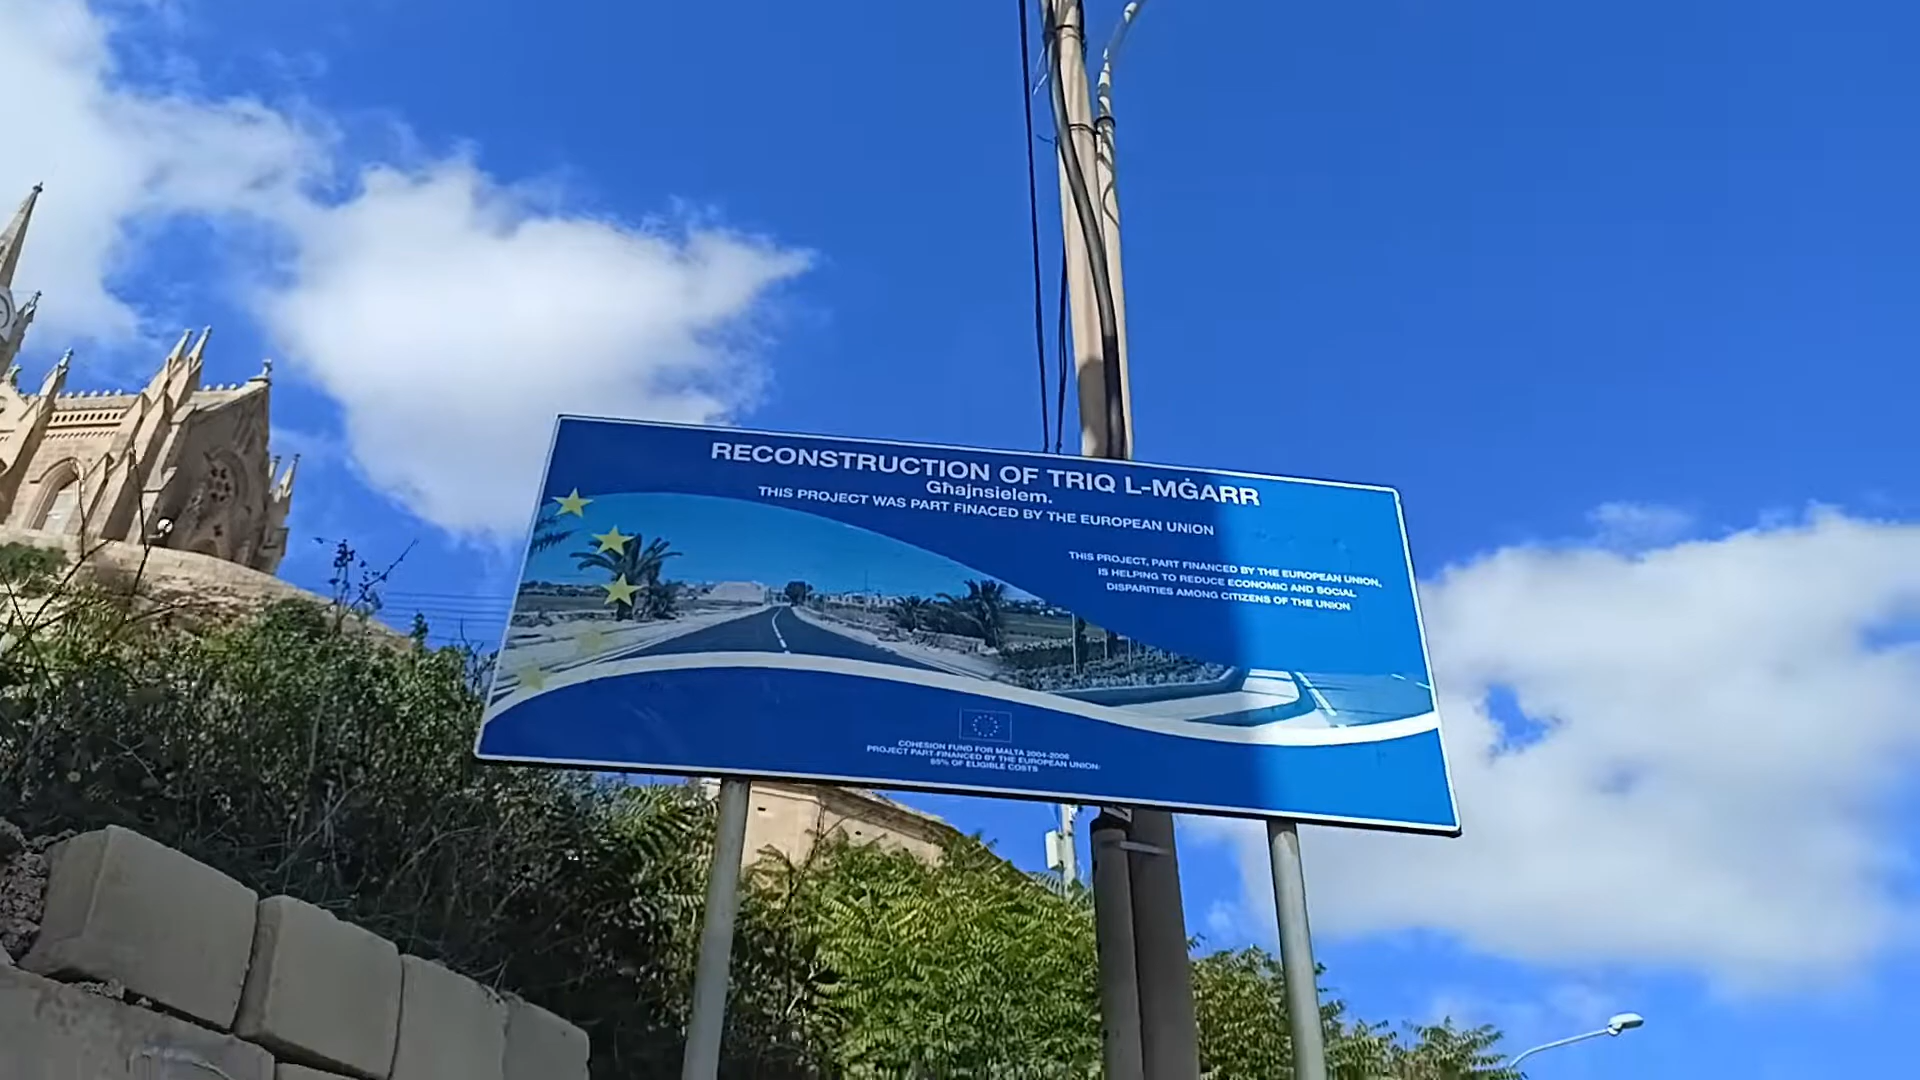 RECONSTRUCTION OF TRIQ L-MĠARR
Għajnsielem.
THIS PROJECT WAS PART FINACED BY THE EUROPEAN UNION
THIS PROJECT, PART FINANCED BY THE EUROPEAN UNION,
IS HELPING TO REDUCE ECONOMIC AND SOCIAL
DISPARITIES AMONG CITIZENS OF THE UNION
COHESION FUND FOR MALTA 2004-2006
PROJECT PART-FINANCED BY THE EUROPEAN UNION:
85% OF ELIGIBLE COSTS